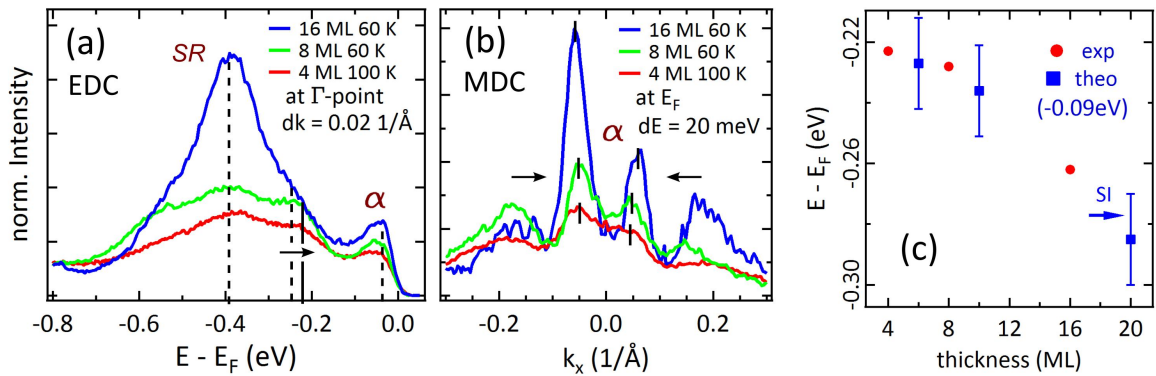 (a)
SR
EDC
16 ML 60 K
8 ML 60 K
4 ML 100 K
at Γ-point
dk = 0.02 1/Å
α
norm. Intensity
-0.8
-0.6
-0.4
-0.2
0.0
E - E_F (eV)
(b)
MDC
16 ML 60 K
8 ML 60 K
4 ML 100 K
at E_F
dE = 20 meV
α
0.0
0.2
k_x (1/Å)
E - E_F (eV)
-0.22
-0.26
-0.30
exp
theo
(-0.09eV)
SI
(c)
4
8
12
16
20
thickness (ML)